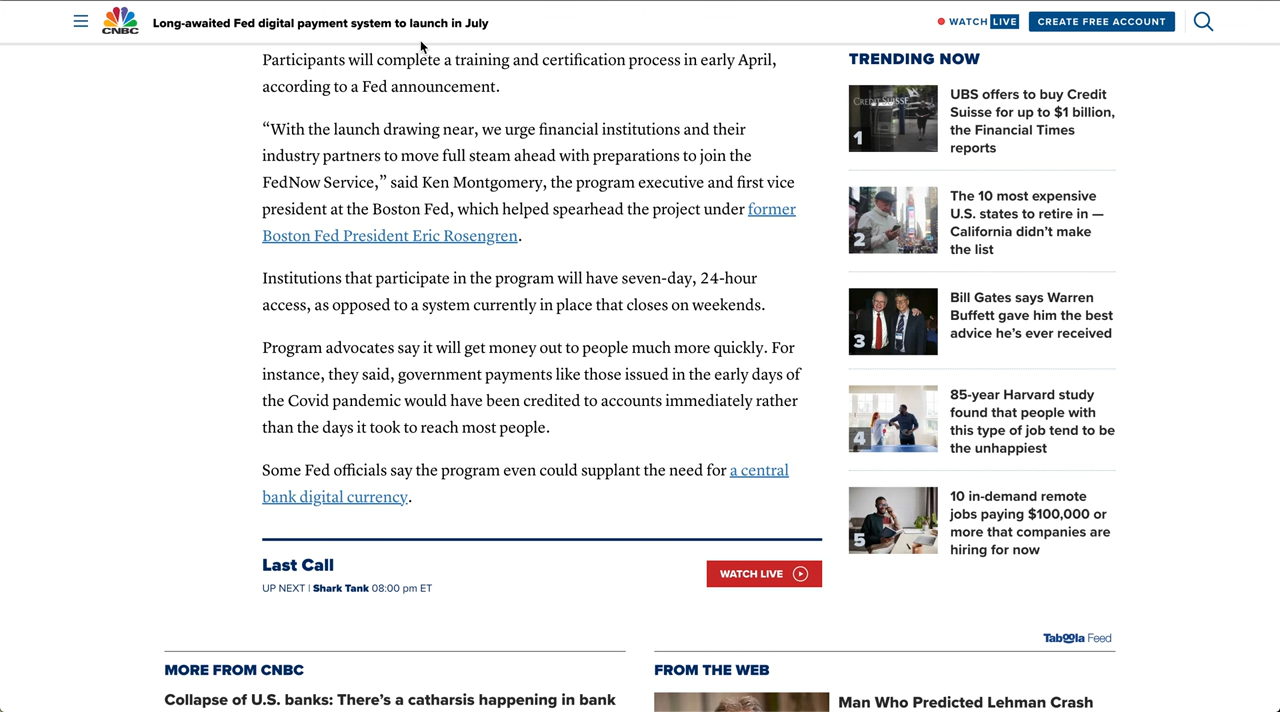 CNBC
Long-awaited Fed digital payment system to launch in July
WATCH LIVE
CREATE FREE ACCOUNT
Participants will complete a training and certification process in early April,
according to a Fed announcement.
“With the launch drawing near, we urge financial institutions and their
industry partners to move full steam ahead with preparations to join the
FedNow Service,” said Ken Montgomery, the program executive and first vice
president at the Boston Fed, which helped spearhead the project under former
Boston Fed President Eric Rosengren.
Institutions that participate in the program will have seven-day, 24-hour
access, as opposed to a system currently in place that closes on weekends.
Program advocates say it will get money out to people much more quickly. For
instance, they said, government payments like those issued in the early days of
the Covid pandemic would have been credited to accounts immediately rather
than the days it took to reach most people.
Some Fed officials say the program even could supplant the need for a central
bank digital currency.
Last Call
UP NEXT | Shark Tank 08:00 pm ET
WATCH LIVE
TRENDING NOW
CREDIT SUISSE
1
UBS offers to buy Credit
Suisse for up to $1 billion,
the Financial Times
reports
2
The 10 most expensive
U.S. states to retire in —
California didn’t make
the list
3
Bill Gates says Warren
Buffett gave him the best
advice he’s ever received
4
85-year Harvard study
found that people with
this type of job tend to be
the unhappiest
5
10 in-demand remote
jobs paying $100,000 or
more that companies are
hiring for now
Taboola Feed
MORE FROM CNBC
Collapse of U.S. banks: There’s a catharsis happening in bank
FROM THE WEB
Man Who Predicted Lehman Crash